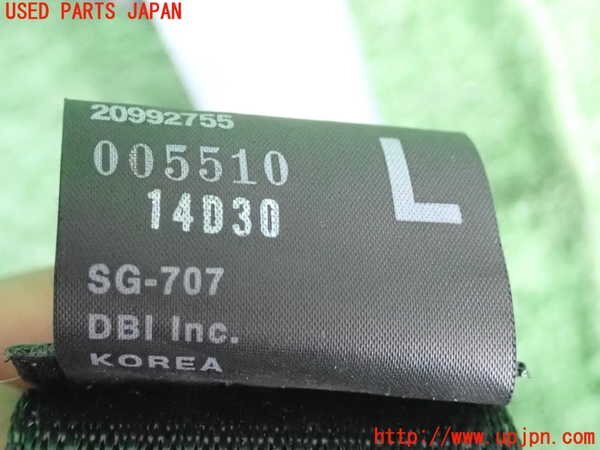 USED PARTS JAPAN
20992755
005510
14D30
L
SG-707
DBI Inc.
KOREA
http://www.upjpn.com/